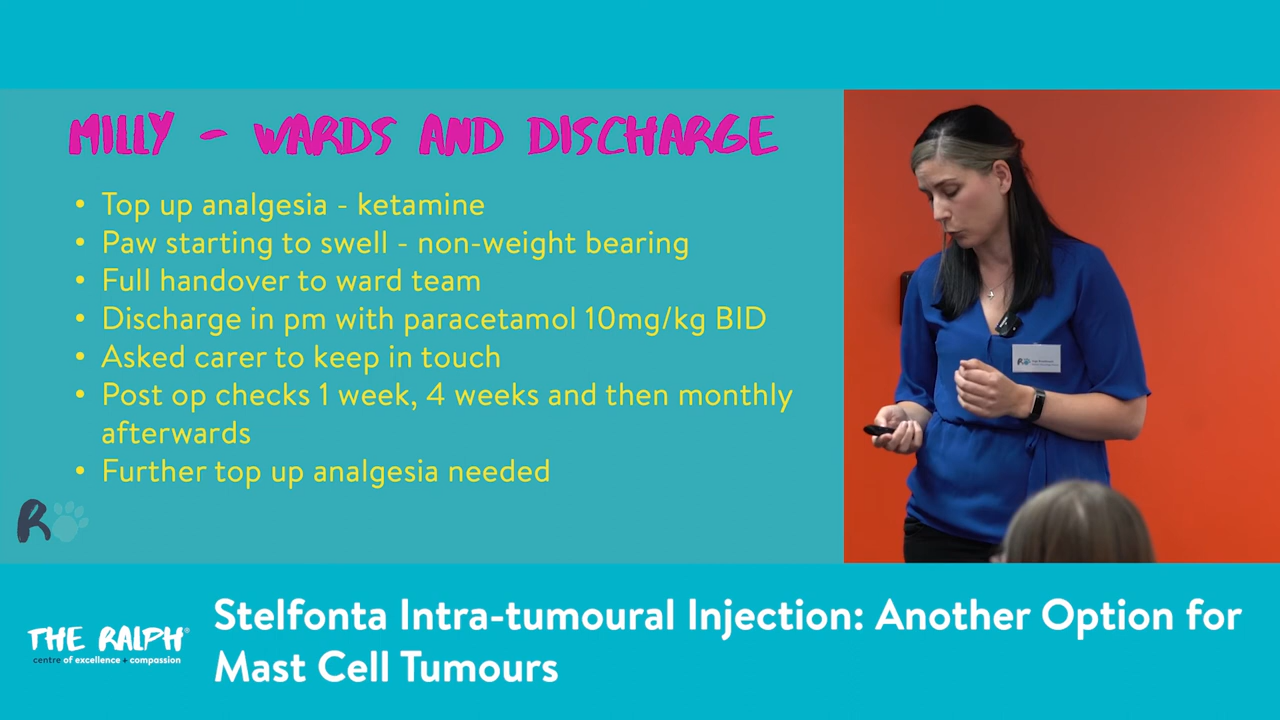 MILLY - WARDS AND DISCHARGE
• Top up analgesia - ketamine
• Paw starting to swell - non-weight bearing
• Full handover to ward team
• Discharge in pm with paracetamol 10mg/kg BID
• Asked carer to keep in touch
• Post op checks 1 week, 4 weeks and then monthly
afterwards
• Further top up analgesia needed
R
THE RALPH®
centre of excellence + compassion
Stelfonta Intra-tumoural Injection: Another Option for
Mast Cell Tumours